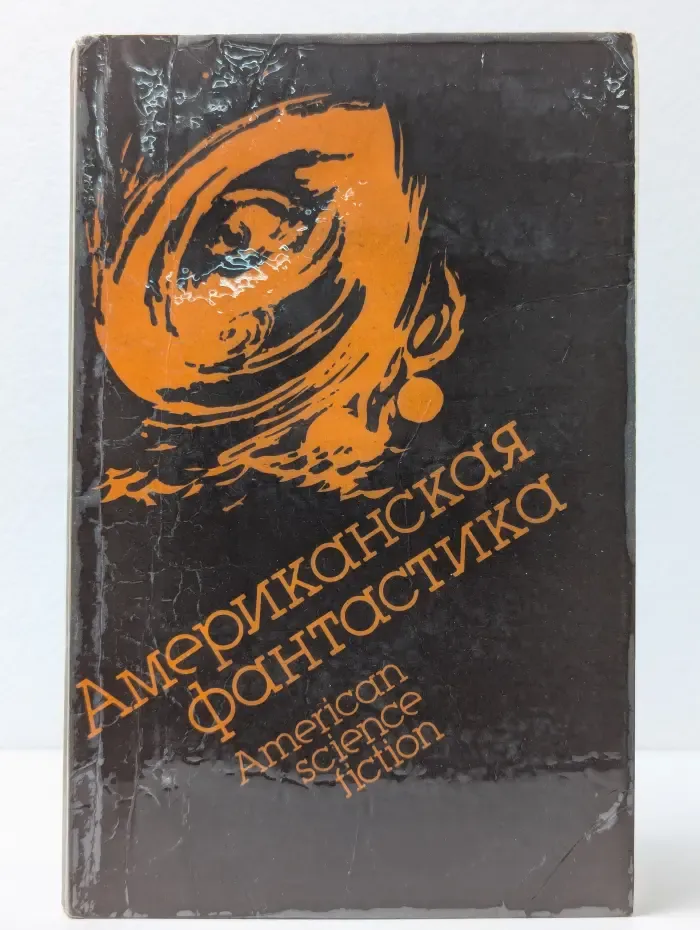 Американская
фантастика
American
science
fiction